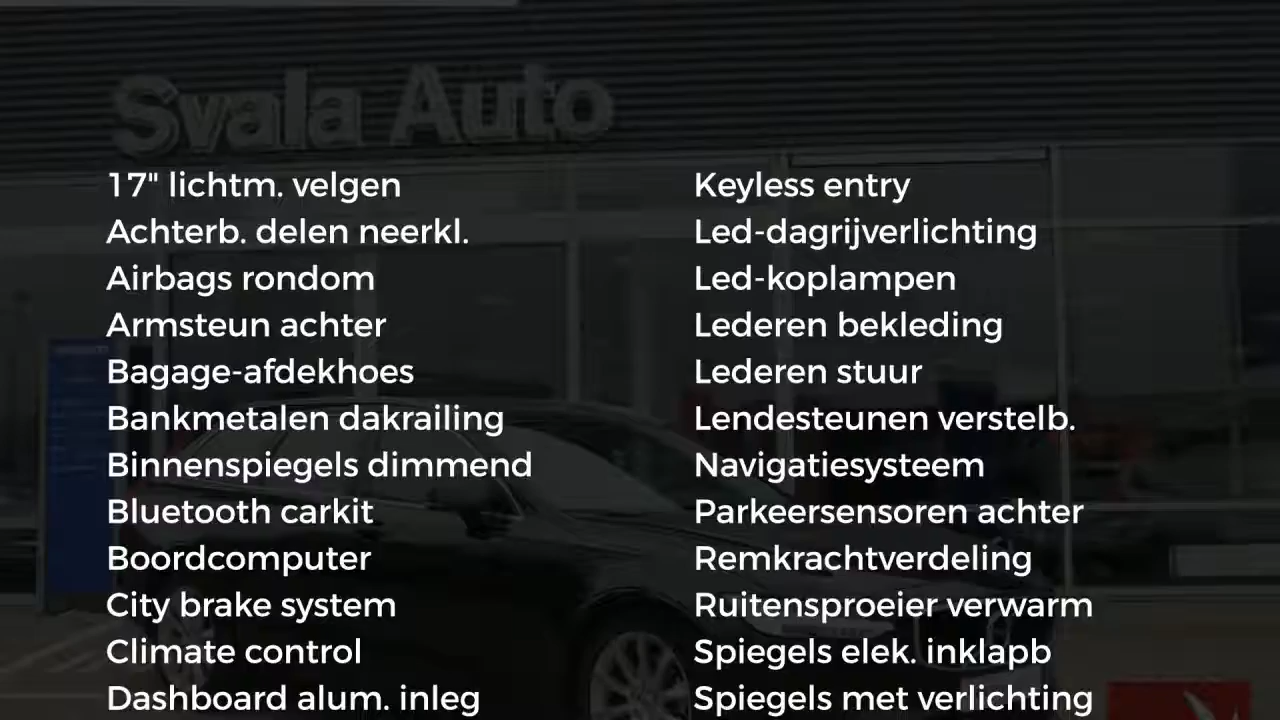 Svala Auto
17" lichtm. velgen
Achterb. delen neerkl.
Airbags rondom
Armsteun achter
Bagage-afdekhoes
Bankmetalen dakrailing
Binnenspiegels dimmend
Bluetooth carkit
Boordcomputer
City brake system
Climate control
Dashboard alum. inleg
Keyless entry
Led-dagrijverlichting
Led-koplampen
Lederen bekleding
Lederen stuur
Lendesteunen verstelb.
Navigatiesysteem
Parkeersensoren achter
Remkrachtverdeling
Ruitensproeier verwarm
Spiegels elek. inklapb
Spiegels met verlichting